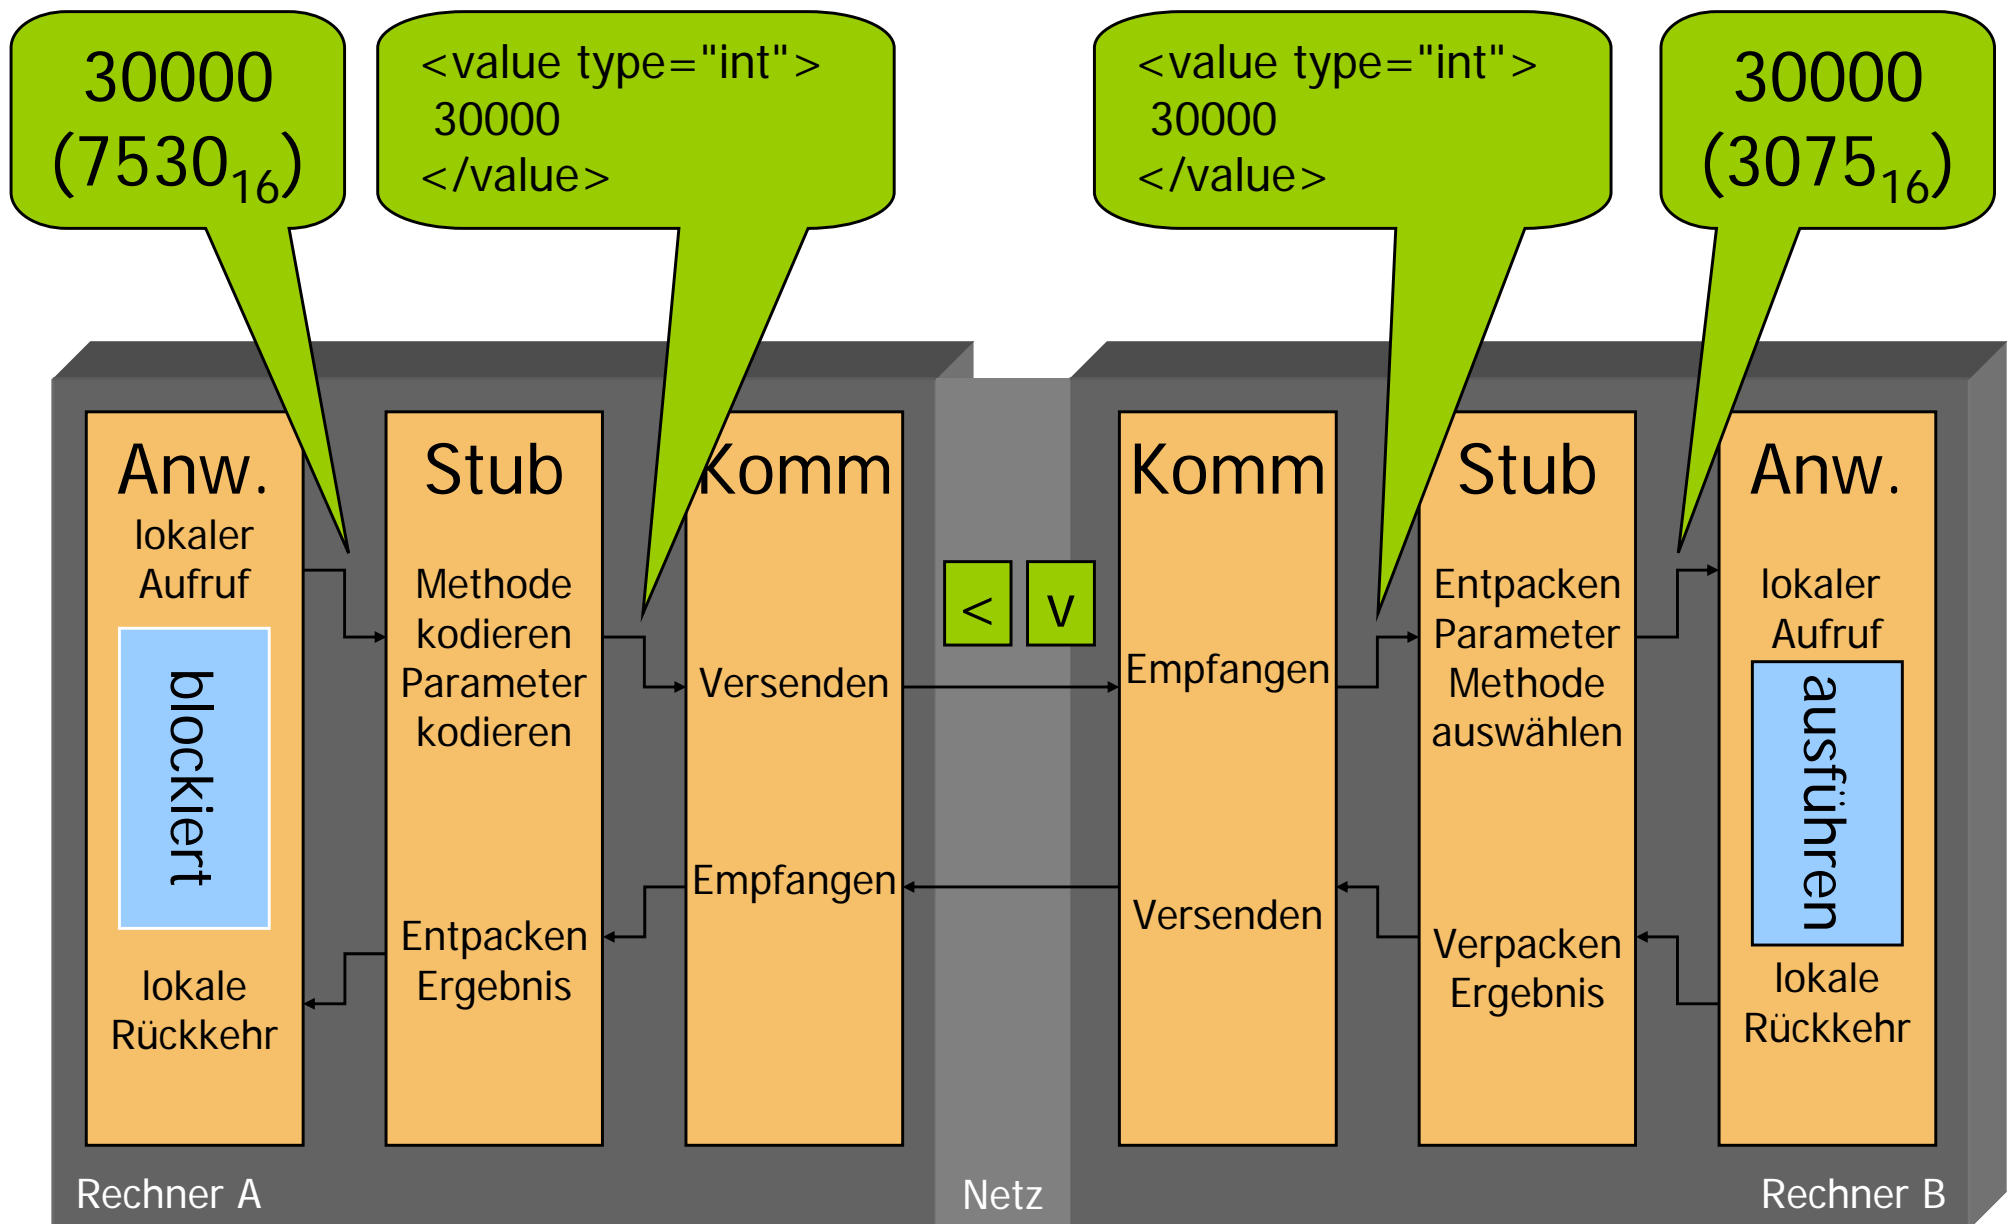 30000
(7530₁₆)
<value type="int">
30000
</value>
<value type="int">
30000
</value>
30000
(3075₁₆)
Anw.
lokaler
Aufruf
blockiert
lokale
Rückkehr
Stub
Methode
kodieren
Parameter
kodieren
Entpacken
Ergebnis
Komm
Versenden
Empfangen
< v
Komm
Empfangen
Versenden
Stub
Entpacken
Parameter
Methode
auswählen
Verpacken
Ergebnis
Anw.
lokaler
Aufruf
ausführen
lokale
Rückkehr
Rechner A
Netz
Rechner B